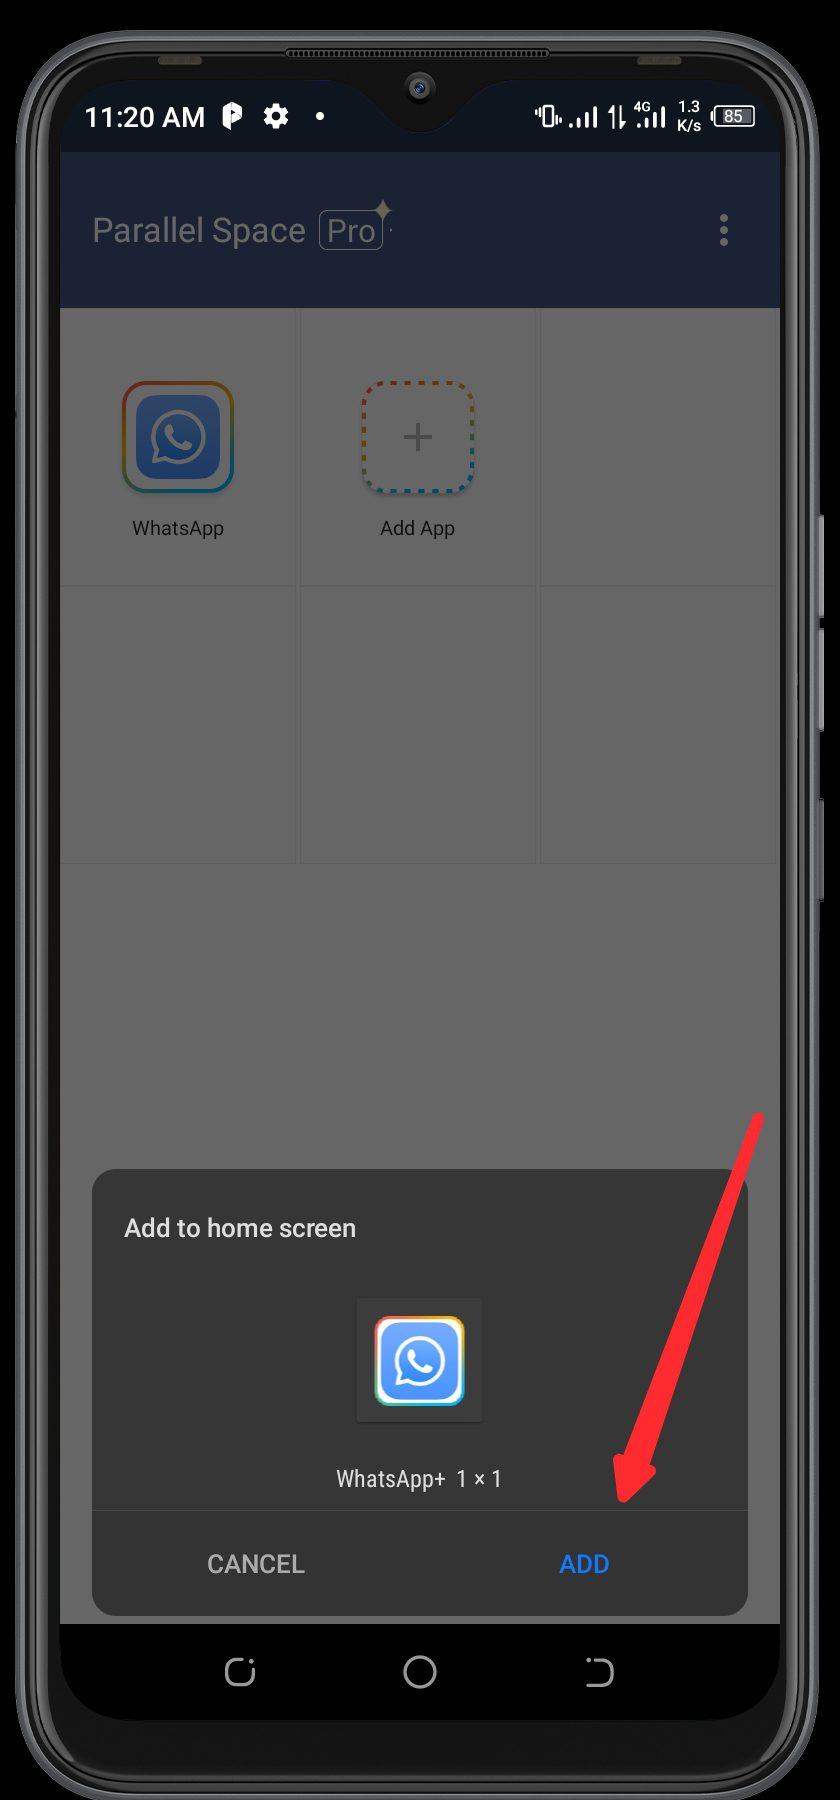 11:20 AM
4G
1.3
K/s
85
Parallel Space Pro
WhatsApp
Add App
Add to home screen
WhatsApp+ 1 × 1
CANCEL
ADD